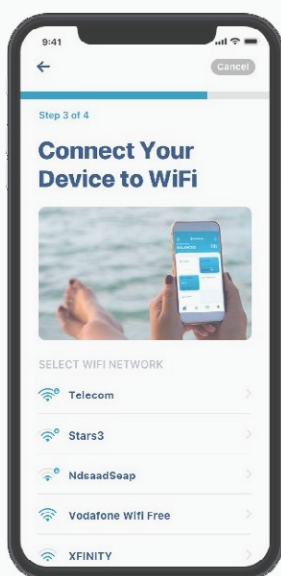 9:41
Cancel
Step 3 of 4
Connect Your
Device to WiFi
SELECT WIFI NETWORK
Telecom
Stars3
NdsaadSeap
Vodafone Wifi Free
XFINITY